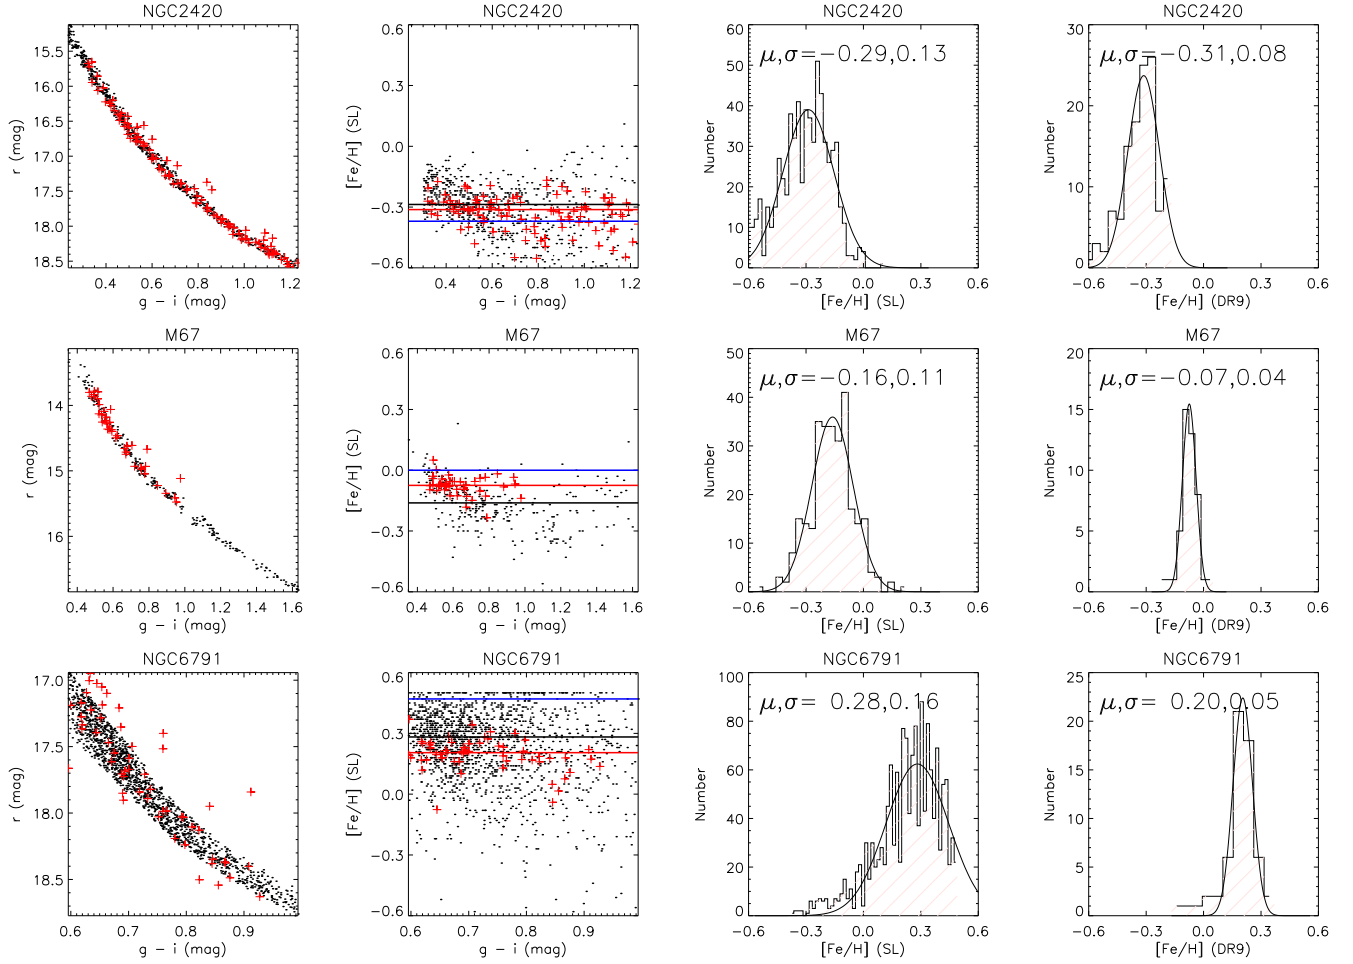 NGC2420
NGC2420
NGC2420
NGC2420
r (mag)
15.5
16.0
16.5
17.0
17.5
18.0
18.5
0.4 0.6 0.8 1.0 1.2
g − i (mag)
[Fe/H] (SL)
0.6
0.3
0.0
−0.3
−0.6
0.4 0.6 0.8 1.0 1.2
g − i (mag)
Number
60
50
40
30
20
10
0
μ,σ=−0.29,0.13
−0.6 −0.3 0.0 0.3 0.6
[Fe/H] (SL)
Number
30
20
10
0
μ,σ=−0.31,0.08
−0.6 −0.3 0.0 0.3 0.6
[Fe/H] (DR9)
M67
M67
M67
M67
r (mag)
14
15
16
0.4 0.6 0.8 1.0 1.2 1.4 1.6
g − i (mag)
[Fe/H] (SL)
0.6
0.3
0.0
−0.3
−0.6
0.4 0.6 0.8 1.0 1.2 1.4 1.6
g − i (mag)
Number
50
40
30
20
10
0
μ,σ=−0.16,0.11
−0.6 −0.3 0.0 0.3 0.6
[Fe/H] (SL)
Number
20
15
10
5
0
μ,σ=−0.07,0.04
−0.6 −0.3 0.0 0.3 0.6
[Fe/H] (DR9)
NGC6791
NGC6791
NGC6791
NGC6791
r (mag)
17.0
17.5
18.0
18.5
0.6 0.7 0.8 0.9
g − i (mag)
[Fe/H] (SL)
0.6
0.3
0.0
−0.3
−0.6
0.6 0.7 0.8 0.9
g − i (mag)
Number
100
80
60
40
20
0
μ,σ= 0.28,0.16
−0.6 −0.3 0.0 0.3 0.6
[Fe/H] (SL)
Number
25
20
15
10
5
0
μ,σ= 0.20,0.05
−0.6 −0.3 0.0 0.3 0.6
[Fe/H] (DR9)